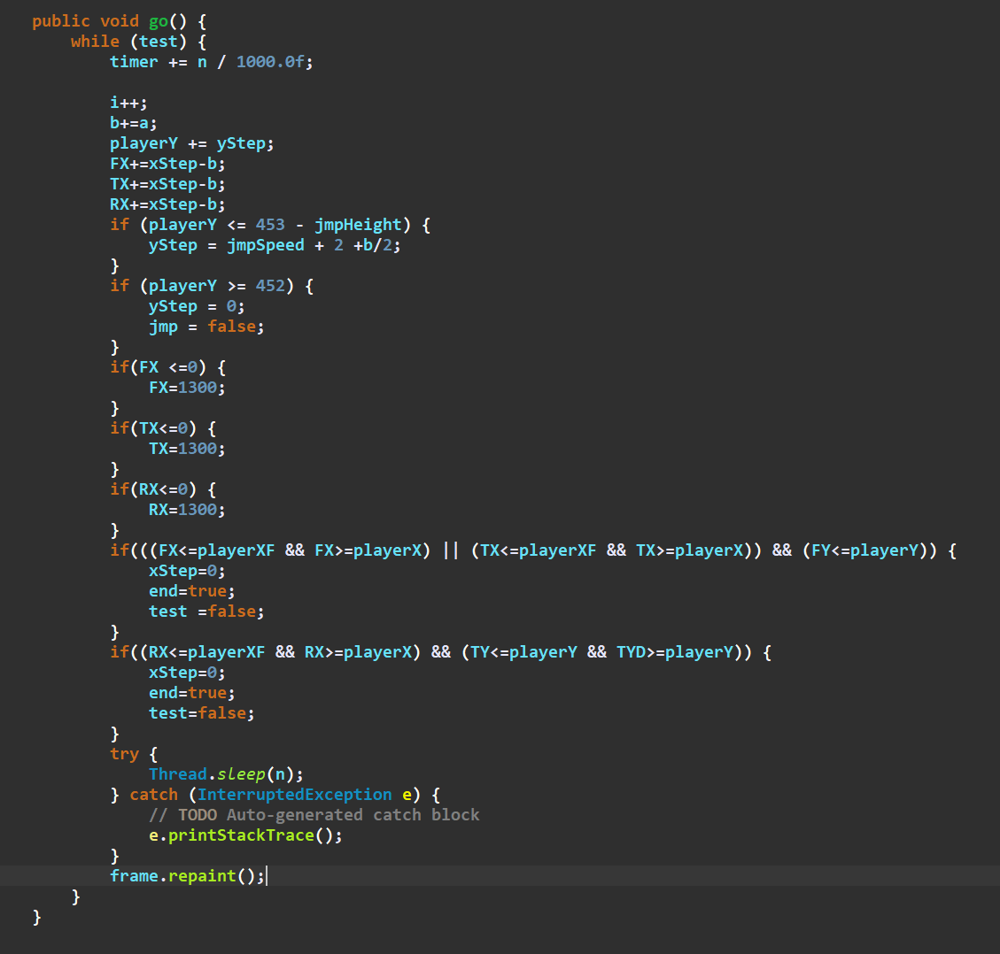 public void go() {
while (test) {
timer += n / 1000.0f;
i++;
b+=a;
playerY += yStep;
FX+=xStep-b;
TX+=xStep-b;
RX+=xStep-b;
if (playerY <= 453 - jmpHeight) {
yStep = jmpSpeed + 2 +b/2;
}
if (playerY >= 452) {
yStep = 0;
jmp = false;
}
if(FX <=0) {
FX=1300;
}
if(TX<=0) {
TX=1300;
}
if(RX<=0) {
RX=1300;
}
if(((FX<=playerXF && FX>=playerX) || (TX<=playerXF && TX>=playerX)) && (FY<=playerY)) {
xStep=0;
end=true;
test =false;
}
if((RX<=playerXF && RX>=playerX) && (TY<=playerY && TYD>=playerY)) {
xStep=0;
end=true;
test=false;
}
try {
Thread.sleep(n);
} catch (InterruptedException e) {
// TODO Auto-generated catch block
e.printStackTrace();
}
frame.repaint();
}
}